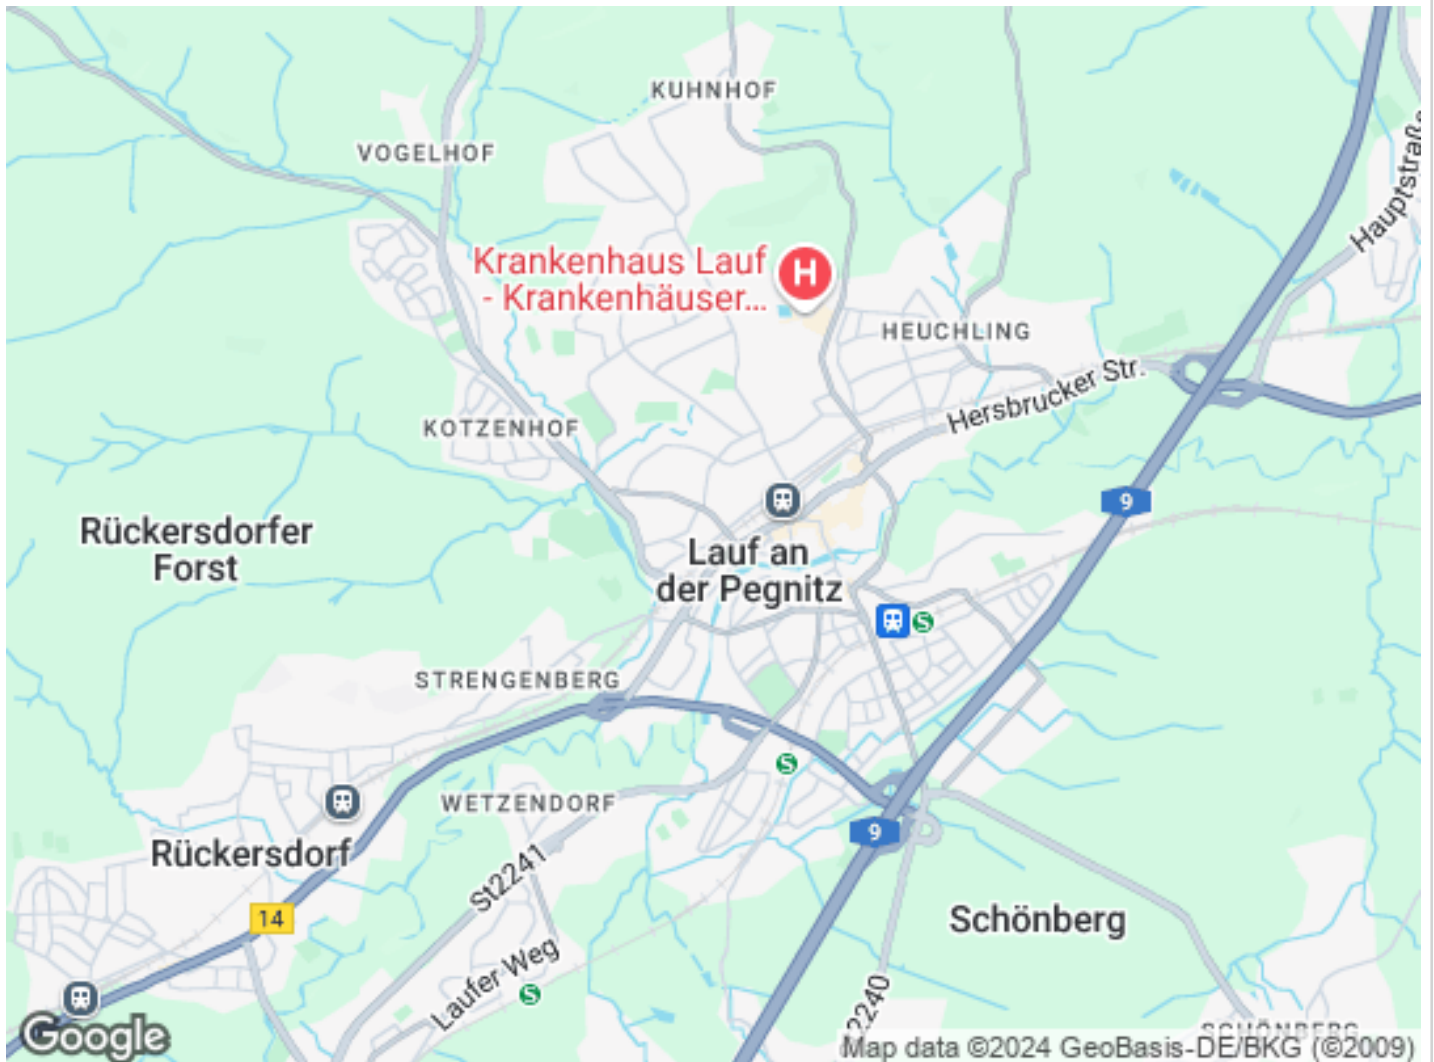 KUHNHOF
VOGELHOF
Hauptstraße
Krankenhaus Lauf
- Krankenhäuser...
H
HEUCHLING
Hersbrucker Str.
KOTZENHOF
9
Rückersdorfer
Forst
Lauf an
der Pegnitz
S
STRENGENBERG
S
WETZENDORF
9
Rückersdorf
St2241
14
Schönberg
Laufer Weg
S
2240
SCHÖNBERG
Google
Map data ©2024 GeoBasis-DE/BKG (©2009)